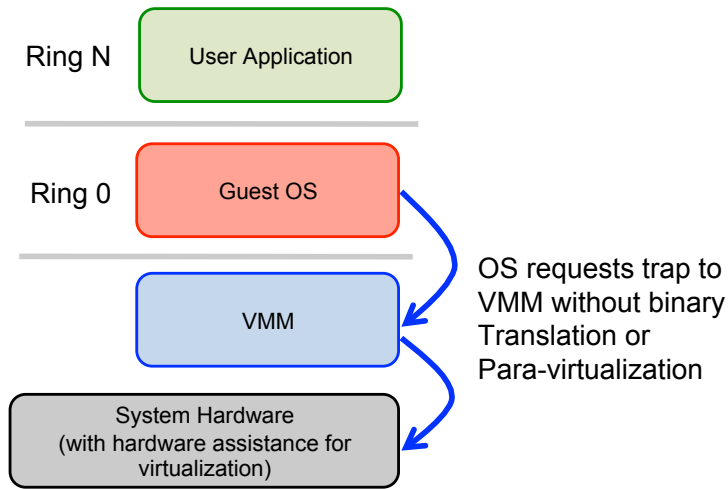 Ring N
User Application
Ring 0
Guest OS
OS requests trap to
VMM without binary
Translation or
Para-virtualization
VMM
System Hardware
(with hardware assistance for
virtualization)